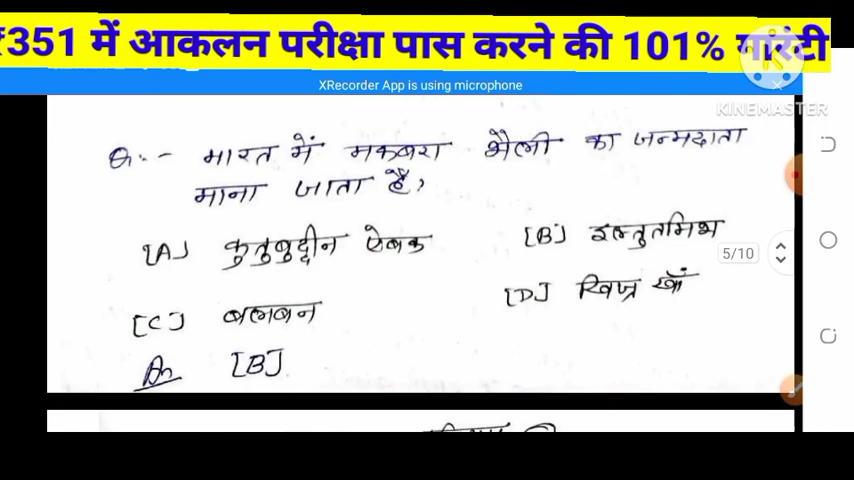 ₹351 में आकलन परीक्षा पास करने की 101% गारंटी
XRecorder App is using microphone
KINEMASTER
Q:- भारत में मकबरा शैली का जन्मदाता
माना जाता है,
[A] कुतुबुद्दीन ऐबक
[B] इल्तुतमिश
5/10
[C] बलबन
[D] खिज्र खाँ
Ans [B]